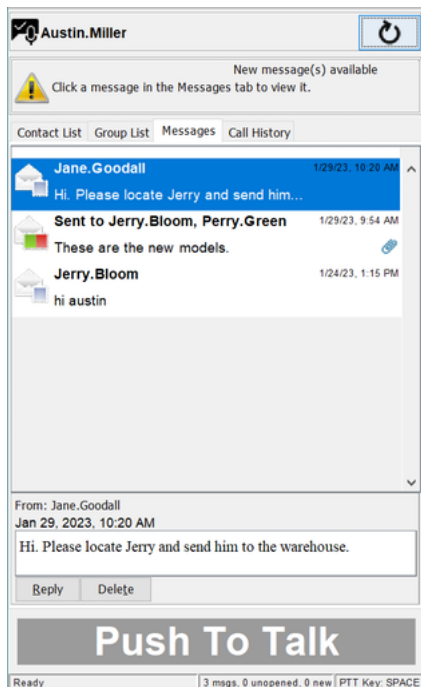 Austin.Miller
New message(s) available
Click a message in the Messages tab to view it.
Contact List Group List Messages Call History
Jane.Goodall 1/29/23, 10:20 AM
Hi. Please locate Jerry and send him...
Sent to Jerry.Bloom, Perry.Green 1/29/23, 9:54 AM
These are the new models.
Jerry.Bloom 1/24/23, 1:15 PM
hi austin
From: Jane.Goodall
Jan 29, 2023, 10:20 AM
Hi. Please locate Jerry and send him to the warehouse.
Reply Delete
Push To Talk
Ready 3 msgs, 0 unopened, 0 new PTT Key: SPACE